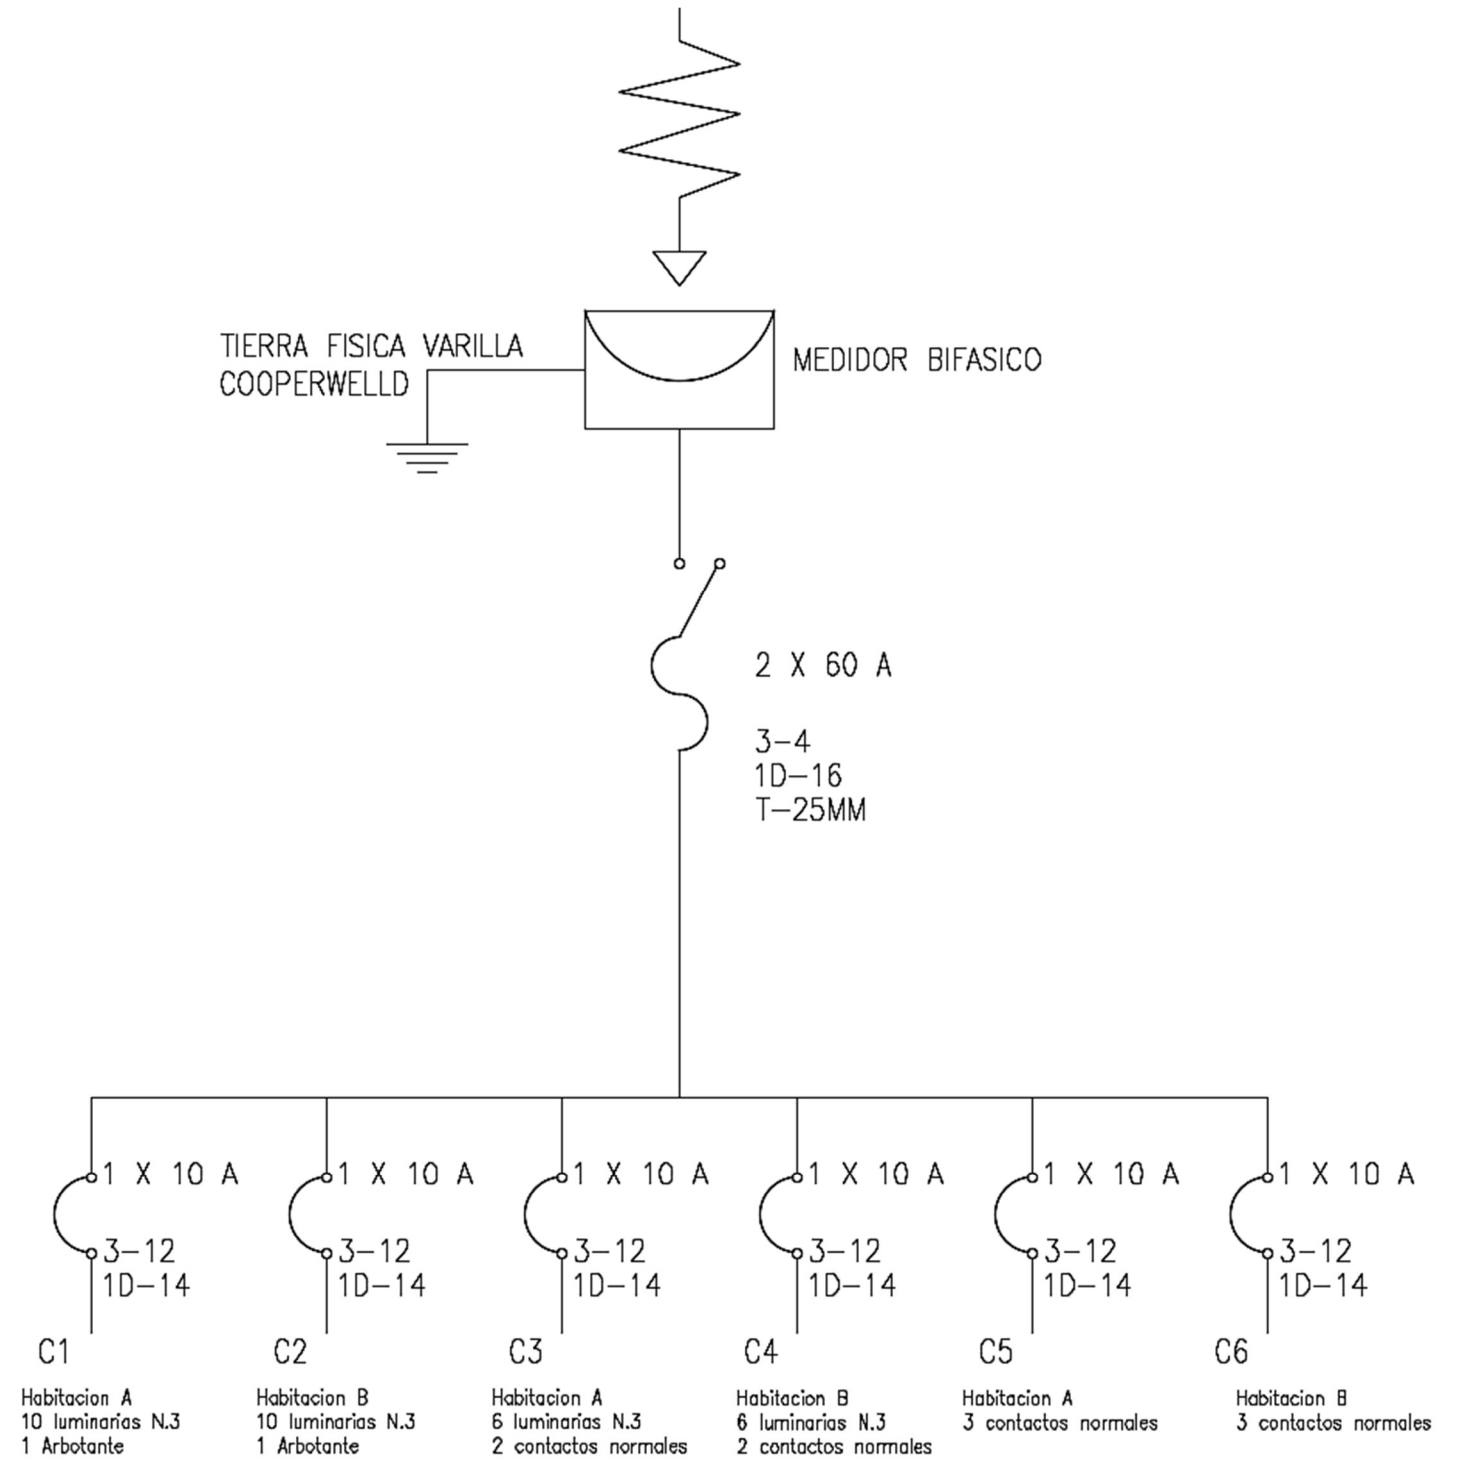 TIERRA FISICA VARILLA
COOPERWELLD
MEDIDOR BIFASICO
2 X 60 A
3-4
1D-16
T-25MM
1 X 10 A
3-12
1D-14
C1
Habitacion A
10 luminarias N.3
1 Arbotante
1 X 10 A
3-12
1D-14
C2
Habitacion B
10 luminarias N.3
1 Arbotante
1 X 10 A
3-12
1D-14
C3
Habitacion A
6 luminarias N.3
2 contactos normales
1 X 10 A
3-12
1D-14
C4
Habitacion B
6 luminarias N.3
2 contactos normales
1 X 10 A
3-12
1D-14
C5
Habitacion A
3 contactos normales
1 X 10 A
3-12
1D-14
C6
Habitacion B
3 contactos normales